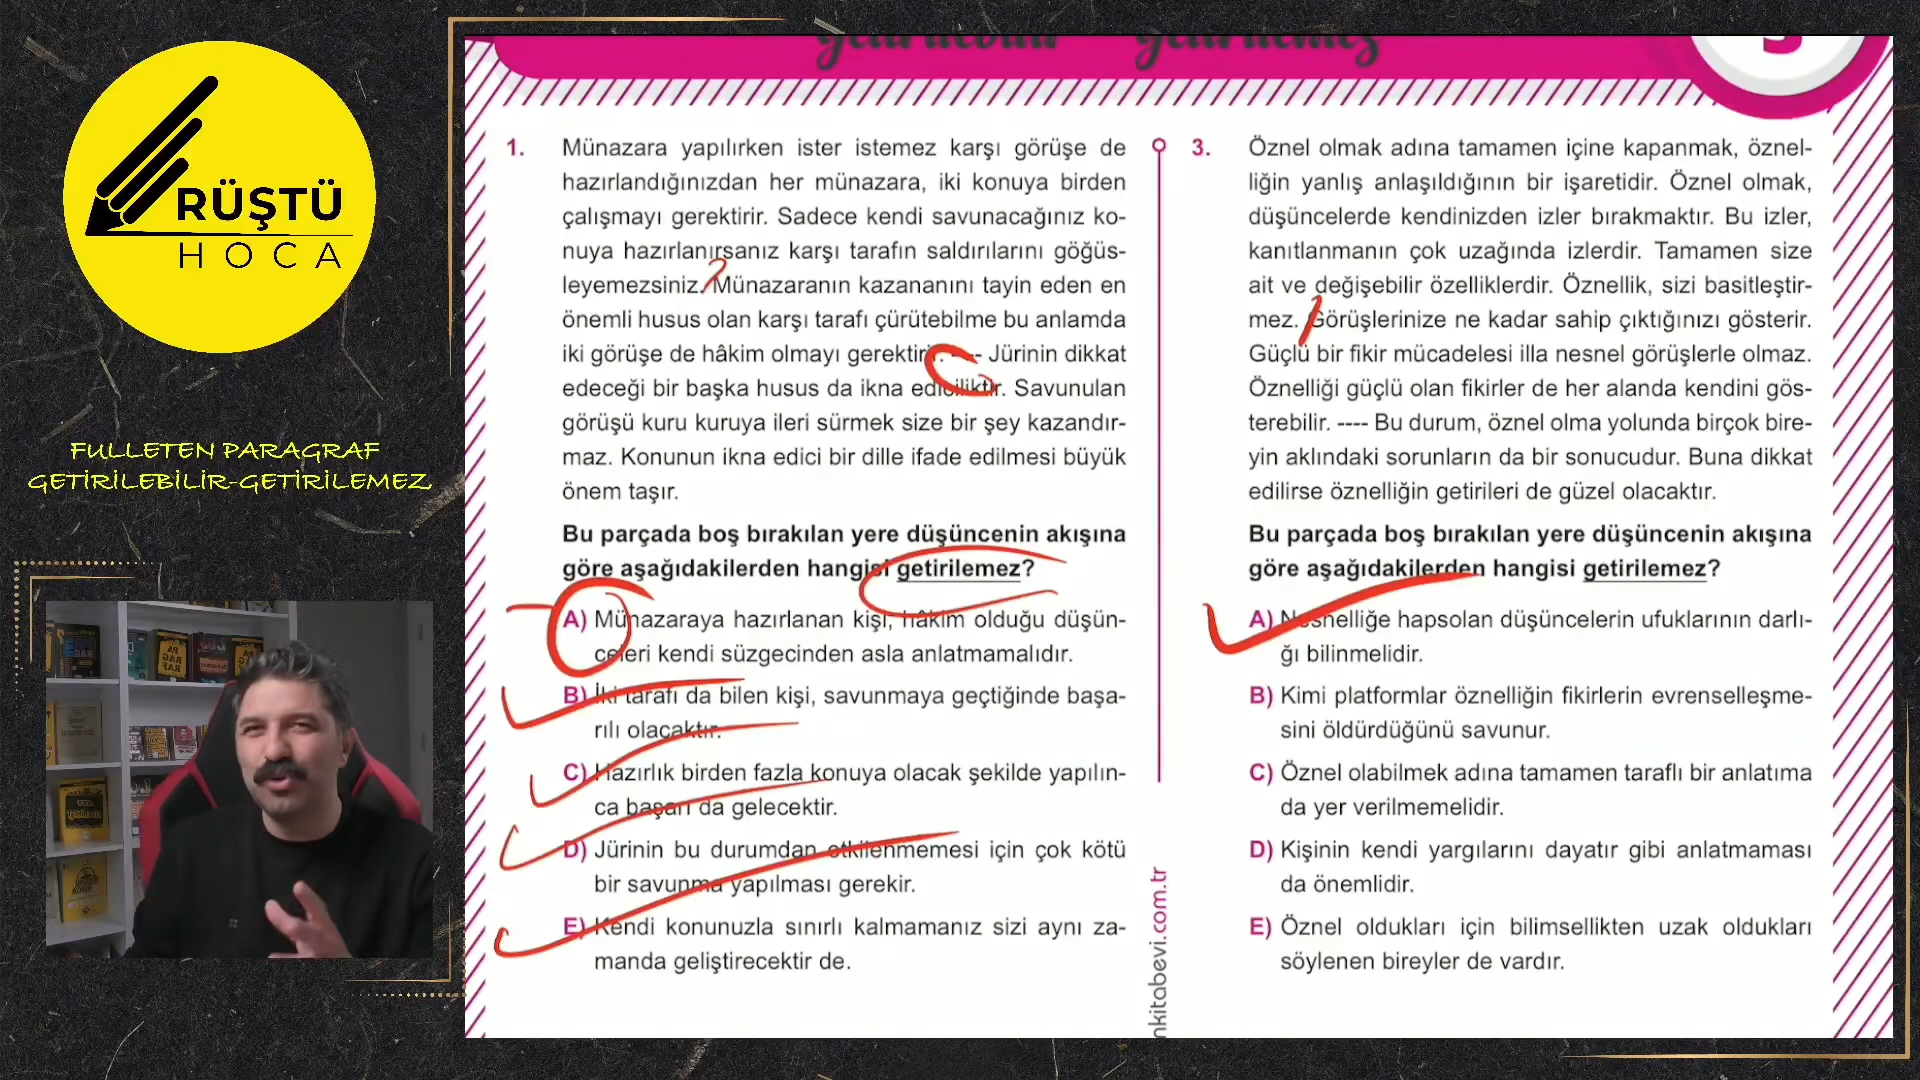 RÜŞTÜ
HOCA
FULLETEN PARAGRAF
GETİRİLEBİLİR-GETİRİLEMEZ
getirilebilir getirilemez
3
1. Münazara yapılırken ister istemez karşı görüşe de
hazırlandığınızdan her münazara, iki konuya birden
çalışmayı gerektirir. Sadece kendi savunacağınız ko-
nuya hazırlanırsanız karşı tarafın saldırılarını göğüs-
leyemezsiniz. Münazaranın kazananını tayin eden en
önemli husus olan karşı tarafı çürütebilme bu anlamda
iki görüşe de hâkim olmayı gerektirir. ---- Jürinin dikkat
edeceği bir başka husus da ikna ediciliktir. Savunulan
görüşü kuru kuruya ileri sürmek size bir şey kazandır-
maz. Konunun ikna edici bir dille ifade edilmesi büyük
önem taşır.
Bu parçada boş bırakılan yere düşüncenin akışına
göre aşağıdakilerden hangisi getirilemez?
A) Münazaraya hazırlanan kişi, hâkim olduğu düşün-
celeri kendi süzgecinden asla anlatmamalıdır.
B) İki tarafı da bilen kişi, savunmaya geçtiğinde başa-
rılı olacaktır.
C) Hazırlık birden fazla konuya olacak şekilde yapılın-
ca başarı da gelecektir.
D) Jürinin bu durumdan etkilenmemesi için çok kötü
bir savunma yapılması gerekir.
E) Kendi konunuzla sınırlı kalmamanız sizi aynı za-
manda geliştirecektir de.
3. Öznel olmak adına tamamen içine kapanmak, öznel-
liğin yanlış anlaşıldığının bir işaretidir. Öznel olmak,
düşüncelerde kendinizden izler bırakmaktır. Bu izler,
kanıtlanmanın çok uzağında izlerdir. Tamamen size
ait ve değişebilir özelliklerdir. Öznellik, sizi basitleştir-
mez. Görüşlerinize ne kadar sahip çıktığınızı gösterir.
Güçlü bir fikir mücadelesi illa nesnel görüşlerle olmaz.
Öznelliği güçlü olan fikirler de her alanda kendini gös-
terebilir. ---- Bu durum, öznel olma yolunda birçok bire-
yin aklındaki sorunların da bir sonucudur. Buna dikkat
edilirse öznelliğin getirileri de güzel olacaktır.
Bu parçada boş bırakılan yere düşüncenin akışına
göre aşağıdakilerden hangisi getirilemez?
A) Nesnelliğe hapsolan düşüncelerin ufuklarının darlı-
ğı bilinmelidir.
B) Kimi platformlar öznelliğin fikirlerin evrenselleşme-
sini öldürdüğünü savunur.
C) Öznel olabilmek adına tamamen taraflı bir anlatıma
da yer verilmemelidir.
D) Kişinin kendi yargılarını dayatır gibi anlatmaması
da önemlidir.
E) Öznel oldukları için bilimsellikten uzak oldukları
söylenen bireyler de vardır.
nkitabevi.com.tr